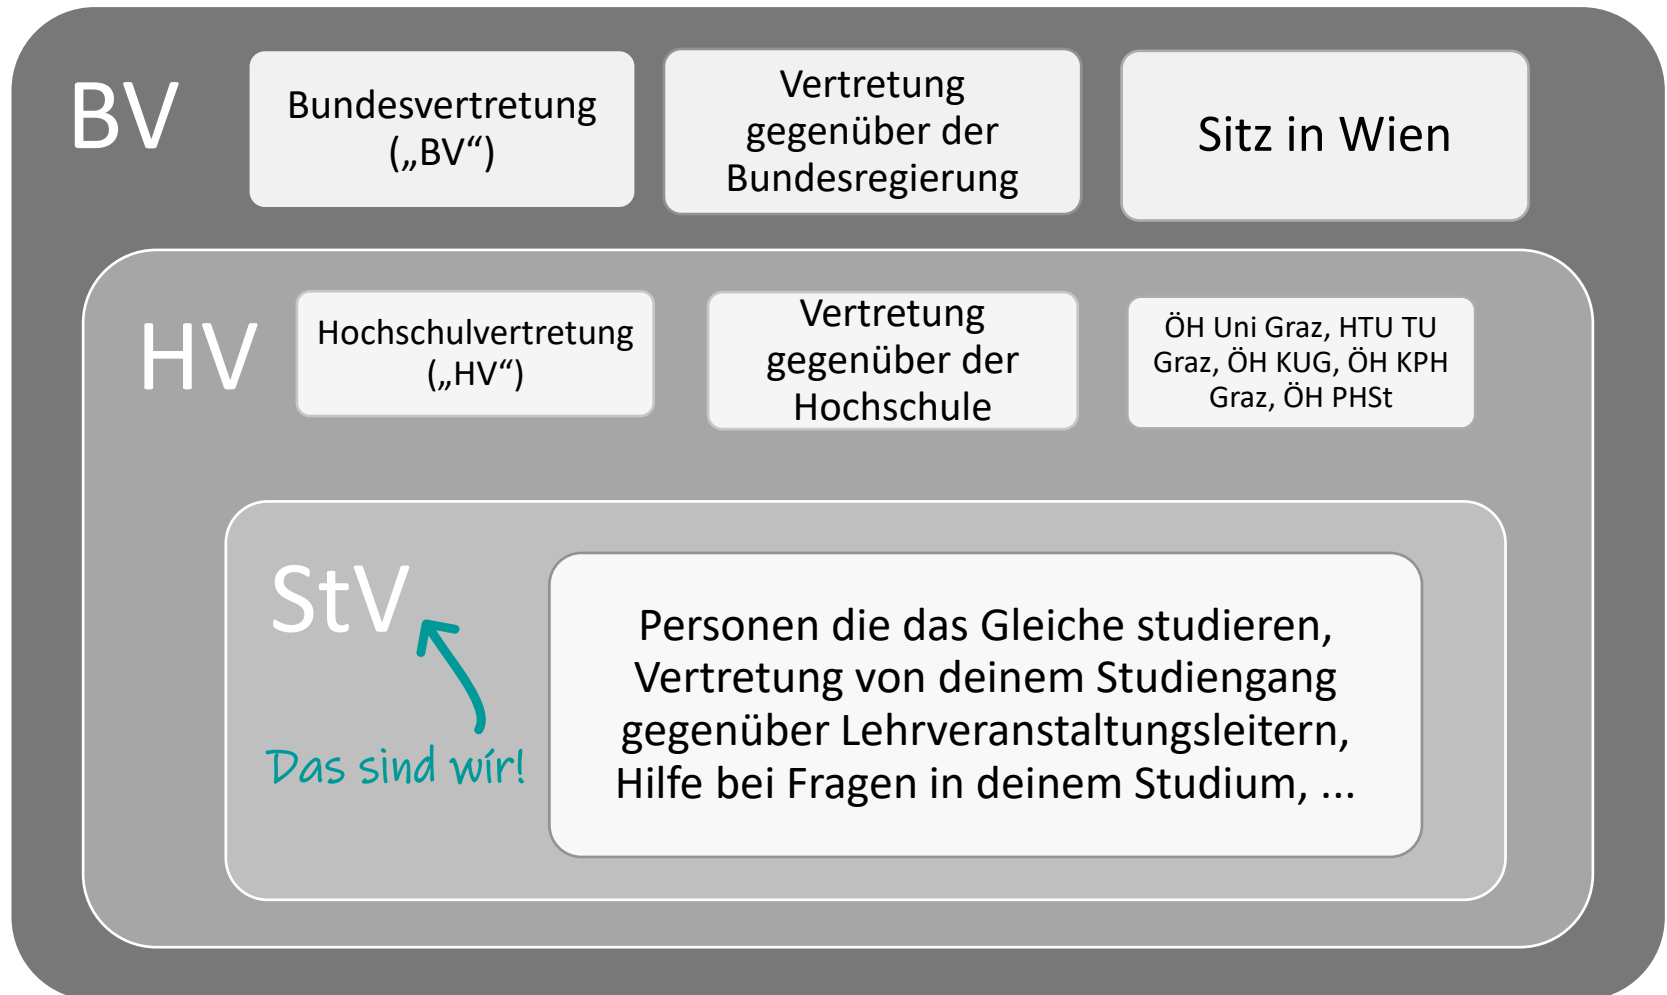 BV
Bundesvertretung
(„BV“)
Vertretung
gegenüber der
Bundesregierung
Sitz in Wien
HV
Hochschulvertretung
(„HV“)
Vertretung
gegenüber der
Hochschule
ÖH Uni Graz, HTU TU
Graz, ÖH KUG, ÖH KPH
Graz, ÖH PHSt
StV
Das sind wir!
Personen die das Gleiche studieren,
Vertretung von deinem Studiengang
gegenüber Lehrveranstaltungsleitern,
Hilfe bei Fragen in deinem Studium, ...